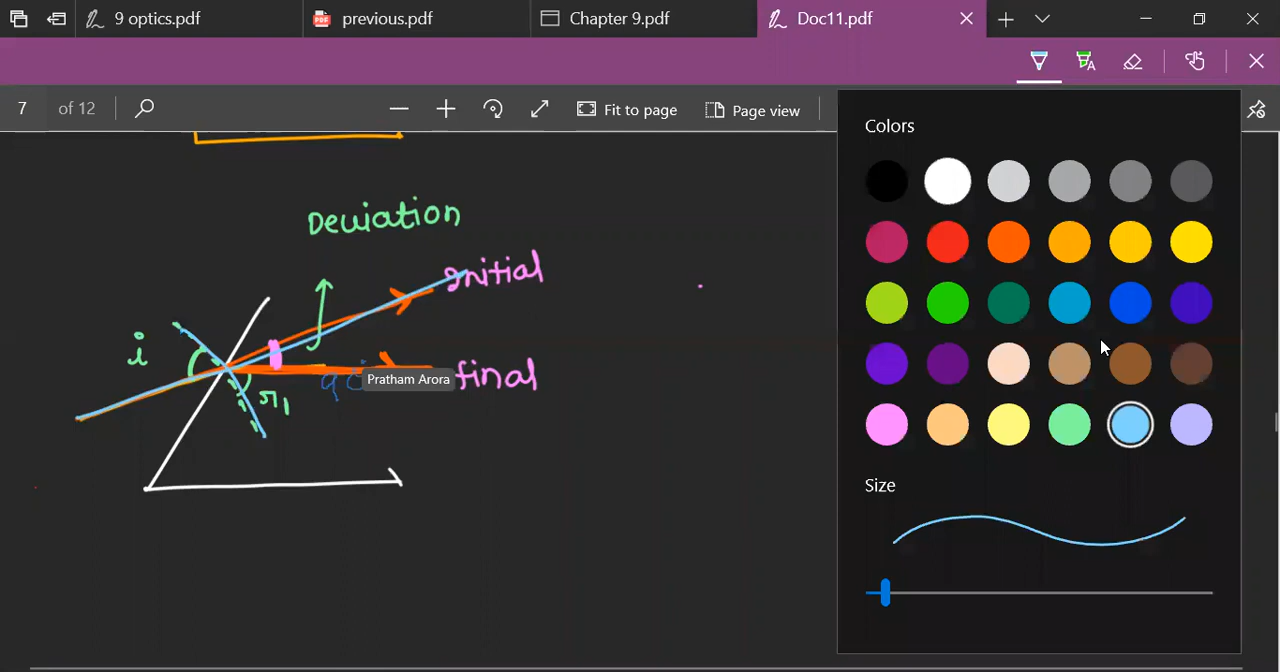 9 optics.pdf
previous.pdf
Chapter 9.pdf
Doc11.pdf
7 of 12
Fit to page
Page view
Colors
Deviation
initial
i
final
Pratham Arora
r1
Size